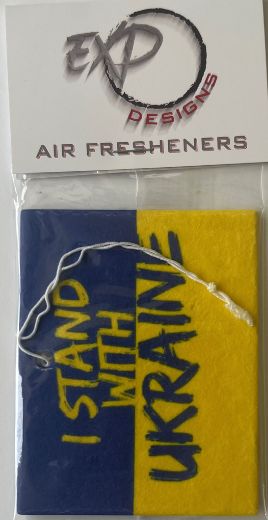 EXP
DESIGNS
AIR FRESHENERS
I STAND
WITH
UKRAINE